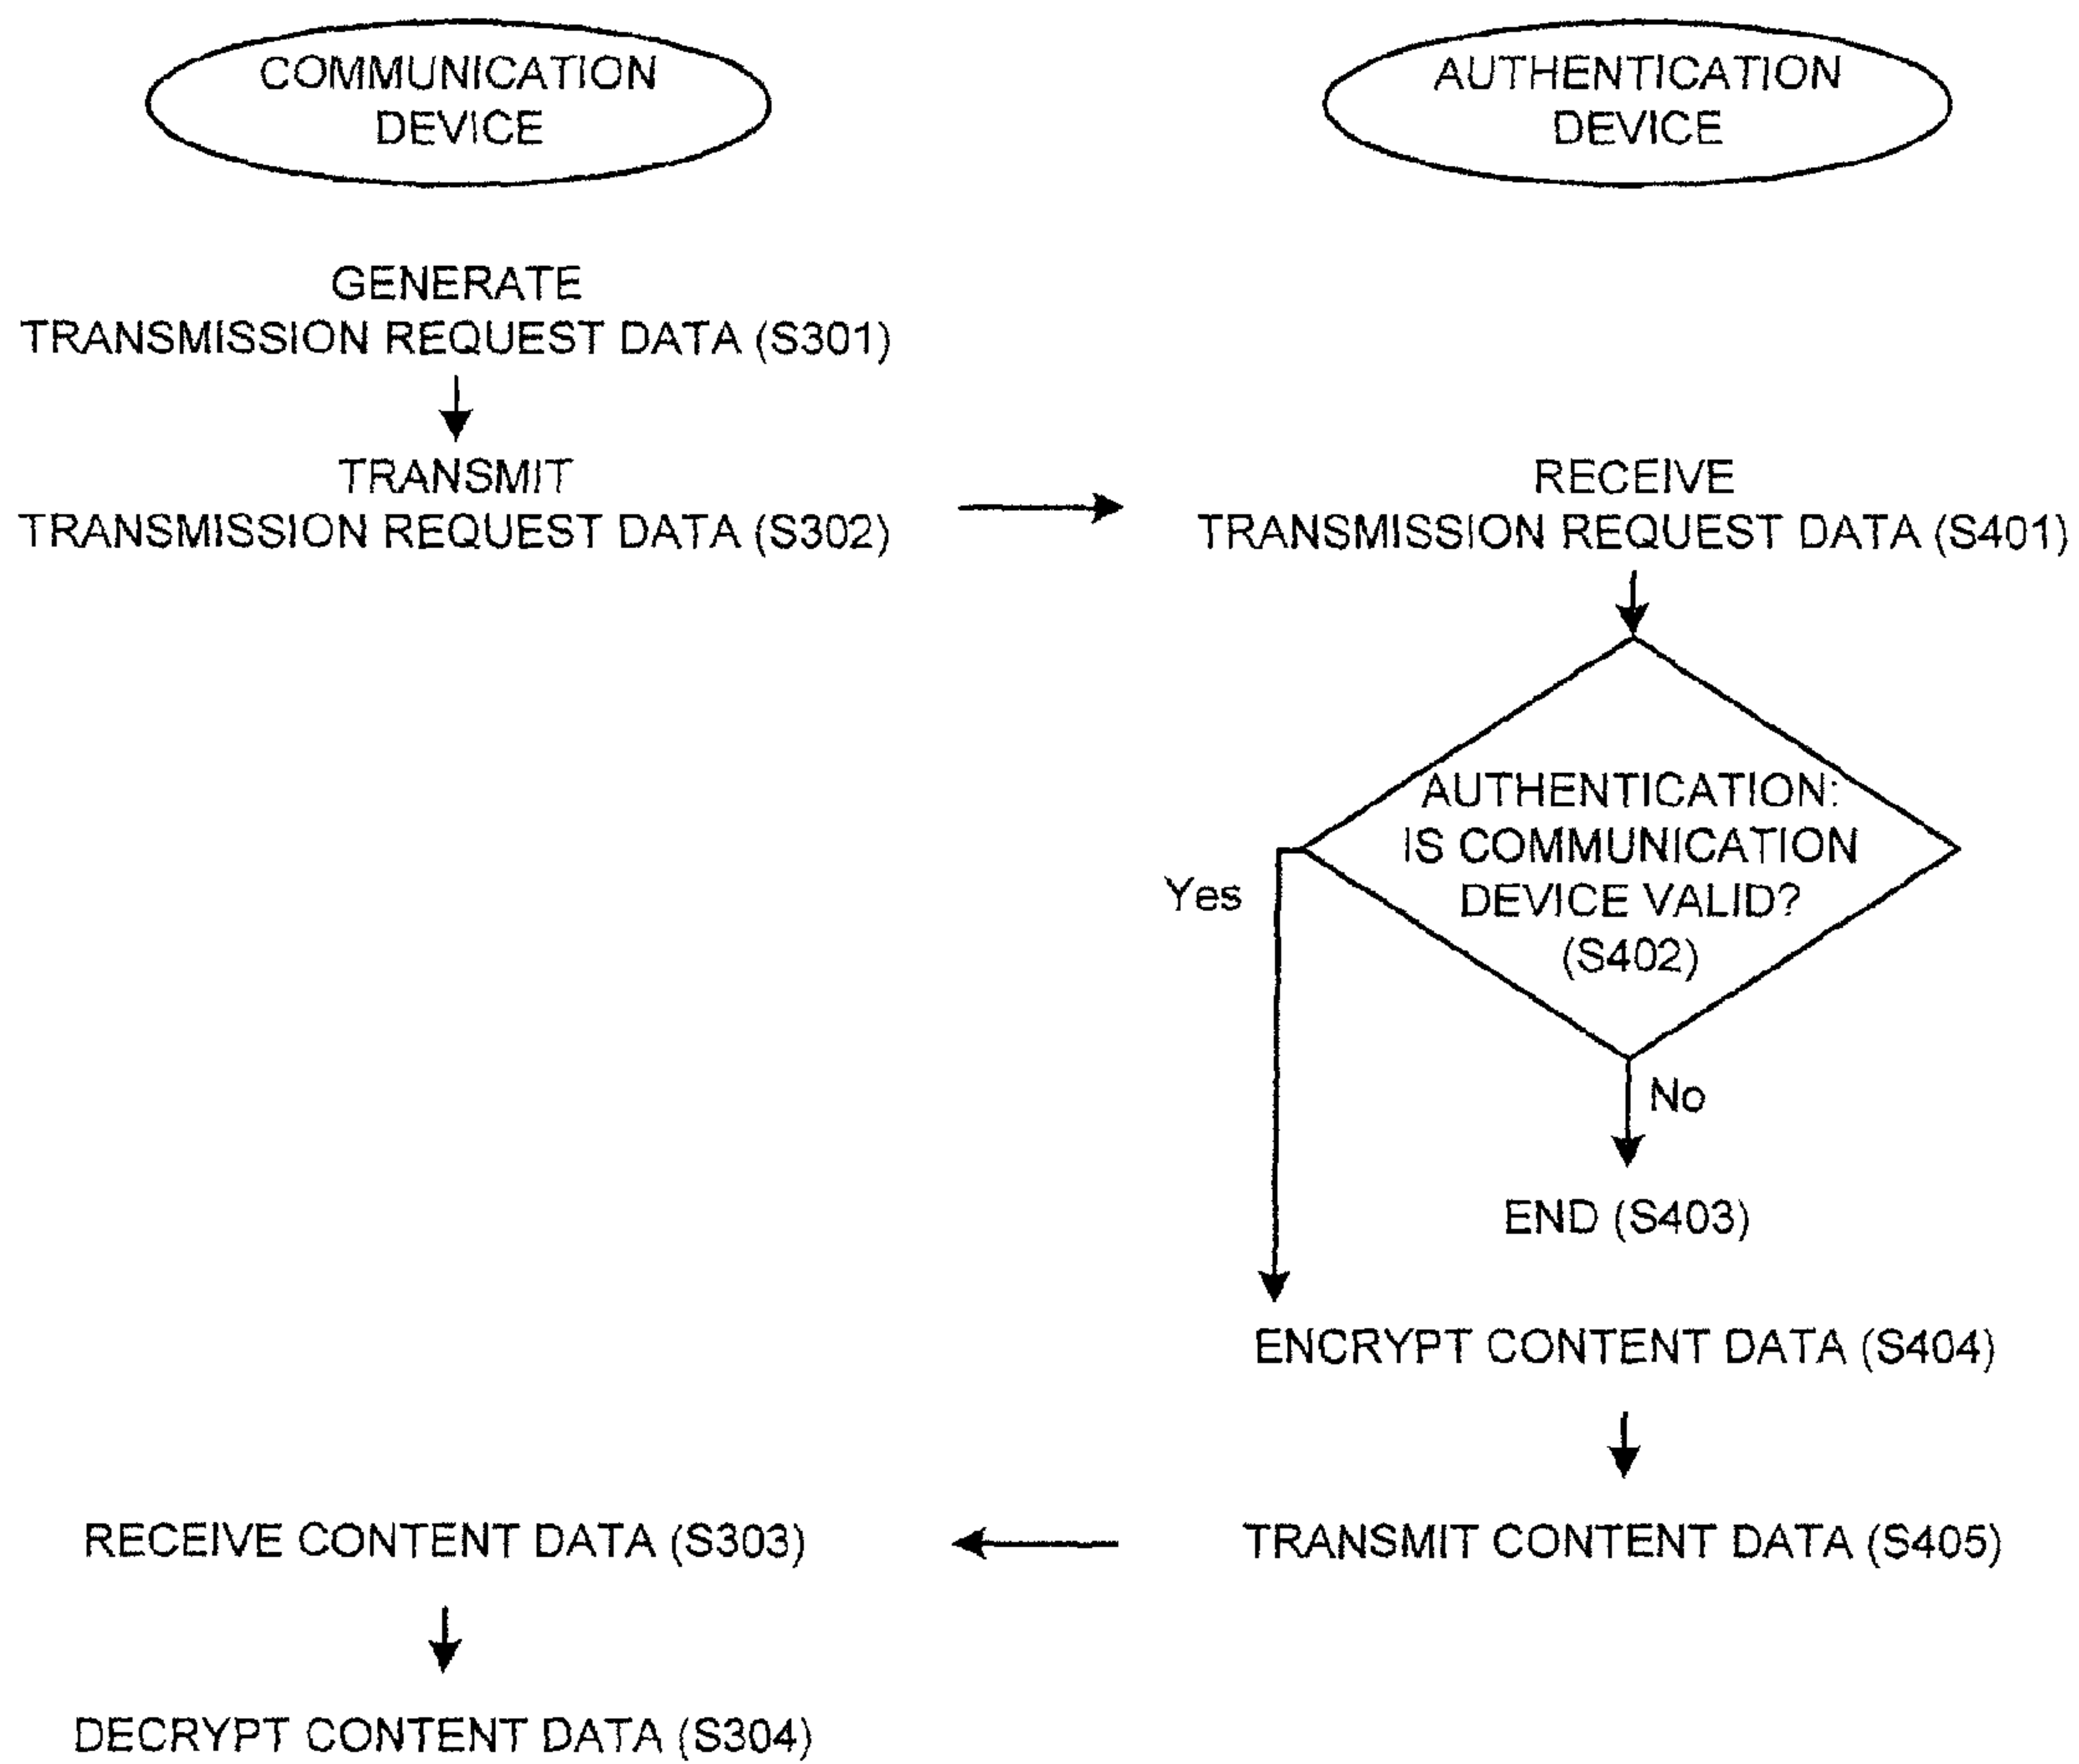 COMMUNICATION
DEVICE
AUTHENTICATION
DEVICE
GENERATE
TRANSMISSION REQUEST DATA (S301)
TRANSMIT
TRANSMISSION REQUEST DATA (S302)
RECEIVE
TRANSMISSION REQUEST DATA (S401)
AUTHENTICATION:
IS COMMUNICATION
DEVICE VALID?
(S402)
Yes
No
END (S403)
ENCRYPT CONTENT DATA (S404)
TRANSMIT CONTENT DATA (S405)
RECEIVE CONTENT DATA (S303)
DECRYPT CONTENT DATA (S304)